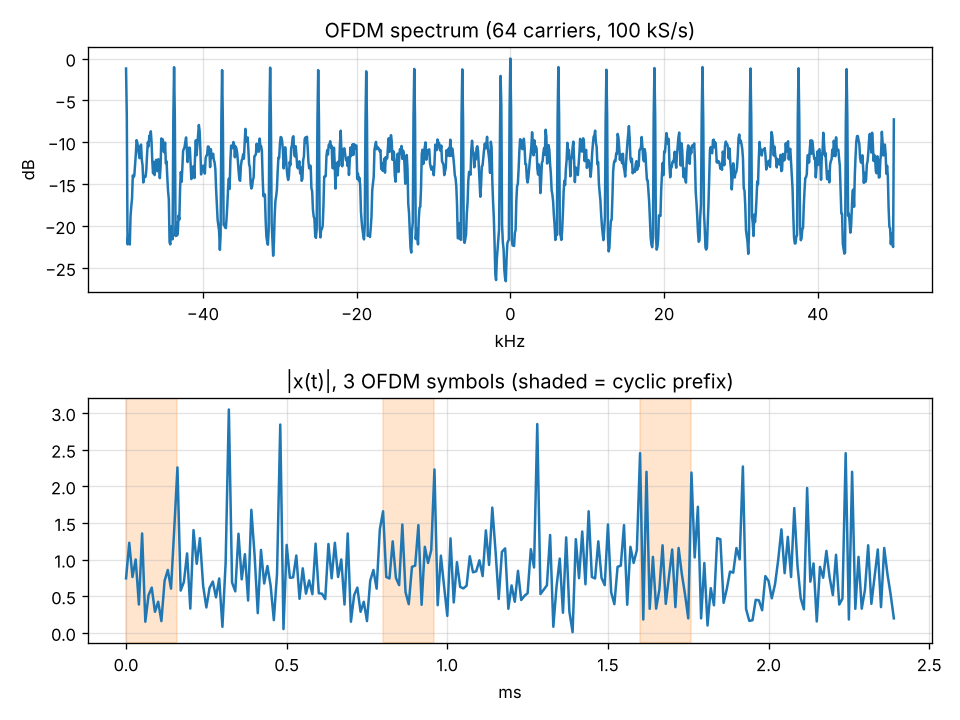 OFDM spectrum (64 carriers, 100 kS/s)
0
−5
−10
−15
−20
−25
dB
−40 −20 0 20 40
kHz
|x(t)|, 3 OFDM symbols (shaded = cyclic prefix)
3.0
2.5
2.0
1.5
1.0
0.5
0.0
0.0 0.5 1.0 1.5 2.0 2.5
ms